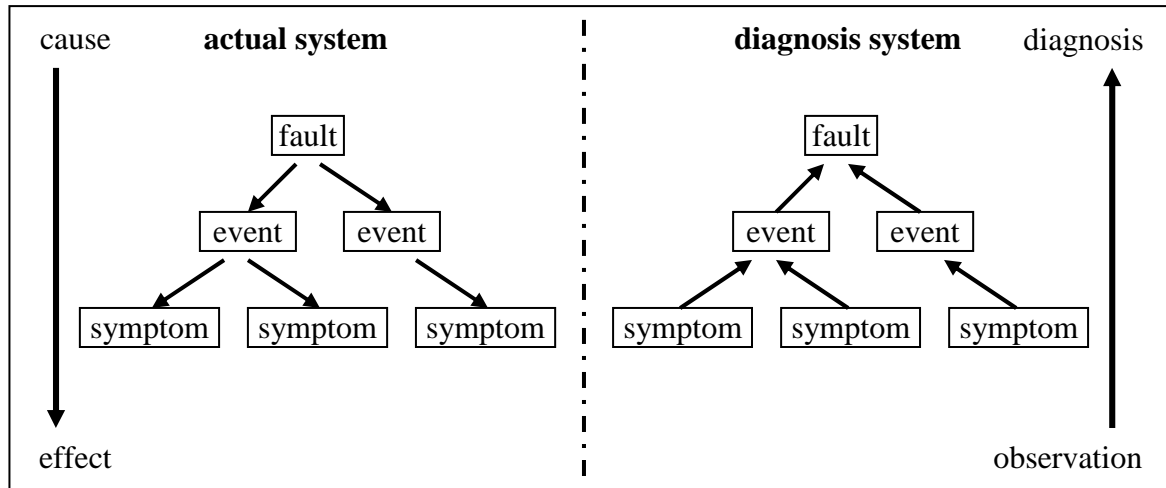 cause actual system diagnosis system diagnosis
fault fault
event event event event
symptom symptom symptom symptom symptom symptom
effect observation